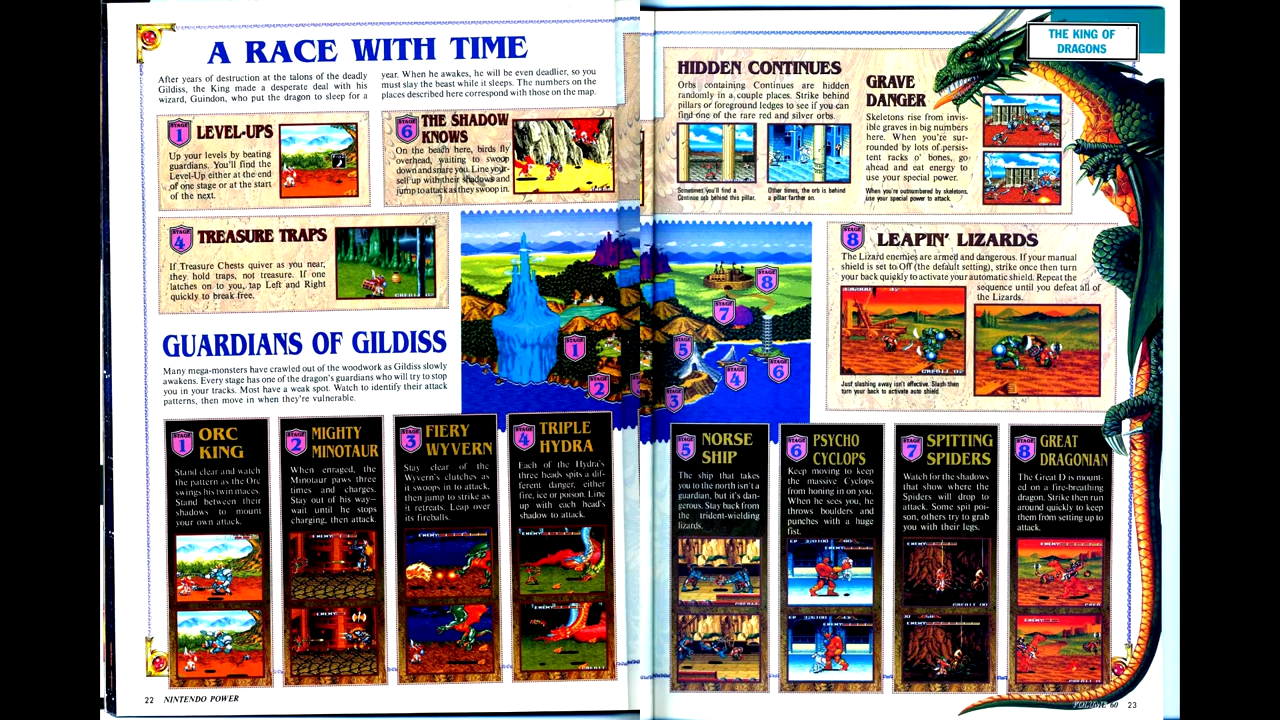 A RACE WITH TIME
After years of destruction at the talons of the deadly
Gildiss, the King made a desperate deal with his
wizard, Guindon, who put the dragon to sleep for a
year. When he awakes, he will be even deadlier, so you
must slay the beast while it sleeps. The numbers on the
places described here correspond with those on the map.
STAGE
1
LEVEL-UPS
Up your levels by beating
guardians. You'll find the
Level-Up either at the end
of one stage or at the start
of the next.
STAGE
6
THE SHADOW
KNOWS
On the beach here, birds fly
overhead, waiting to swoop
down and snare you. Line your-
self up with their shadows and
jump to attack as they swoop in.
STAGE
4
TREASURE TRAPS
If Treasure Chests quiver as you near,
they hold traps, not treasure. If one
latches on to you, tap Left and Right
quickly to break free.
GUARDIANS OF GILDISS
Many mega-monsters have crawled out of the woodwork as Gildiss slowly
awakens. Every stage has one of the dragon's guardians who will try to stop
you in your tracks. Most have a weak spot. Watch to identify their attack
patterns, then move in when they're vulnerable.
STAGE
1
STAGE
2
STAGE
1
ORC
KING
Stand clear and watch
the pattern as the Orc
swings his twin maces.
Stand between their
shadows to mount
your own attack.
STAGE
2
MIGHTY
MINOTAUR
When enraged, the
Minotaur paws three
times and charges.
Stay out of his way—
wait until he stops
charging, then attack.
STAGE
3
FIERY
WYVERN
Stay clear of the
Wyvern's clutches as
it swoops in to attack,
then jump to strike as
it retreats. Leap over
its fireballs.
STAGE
4
TRIPLE
HYDRA
Each of the Hydra's
three heads spits a dif-
ferent danger, either
fire, ice or poison. Line
up with each head's
shadow to attack.
22 NINTENDO POWER
THE KING OF
DRAGONS
HIDDEN CONTINUES
Orbs containing Continues are hidden
randomly in a couple places. Strike behind
pillars or foreground ledges to see if you can
find one of the rare red and silver orbs.
Sometimes you'll find a
Continue orb behind this pillar.
Other times, the orb is behind
a pillar farther on.
GRAVE
DANGER
Skeletons rise from invis-
ible graves in big numbers
here. When you're sur-
rounded by lots of persis-
tent racks o' bones, go
ahead and eat energy to
use your special power.
When you're outnumbered by skeletons,
use your special power to attack.
STAGE
8
STAGE
7
STAGE
5
STAGE
6
STAGE
4
STAGE
3
STAGE
8
LEAPIN' LIZARDS
The Lizard enemies are armed and dangerous. If your manual
shield is set to Off (the default setting), strike once then turn
your back quickly to activate your automatic shield. Repeat the
sequence until you defeat all of
the Lizards.
Just slashing away isn't effective. Slash then
turn your back to activate auto shield.
STAGE
5
NORSE
SHIP
The ship that takes
you to the north isn't a
guardian, but it's dan-
gerous. Stay back from
the trident-wielding
lizards.
STAGE
6
PSYCHO
CYCLOPS
Keep moving to keep
the massive Cyclops
from honing in on you.
When he sees you, he
throws boulders and
punches with a huge
fist.
STAGE
7
SPITTING
SPIDERS
Watch for the shadows
that show where the
Spiders will drop to
attack. Some spit poi-
son, others try to grab
you with their legs.
STAGE
8
GREAT
DRAGONIAN
The Great D is mount-
ed on a fire-breathing
dragon. Strike then run
around quickly to keep
them from setting up to
attack.
VOLUME 60 23